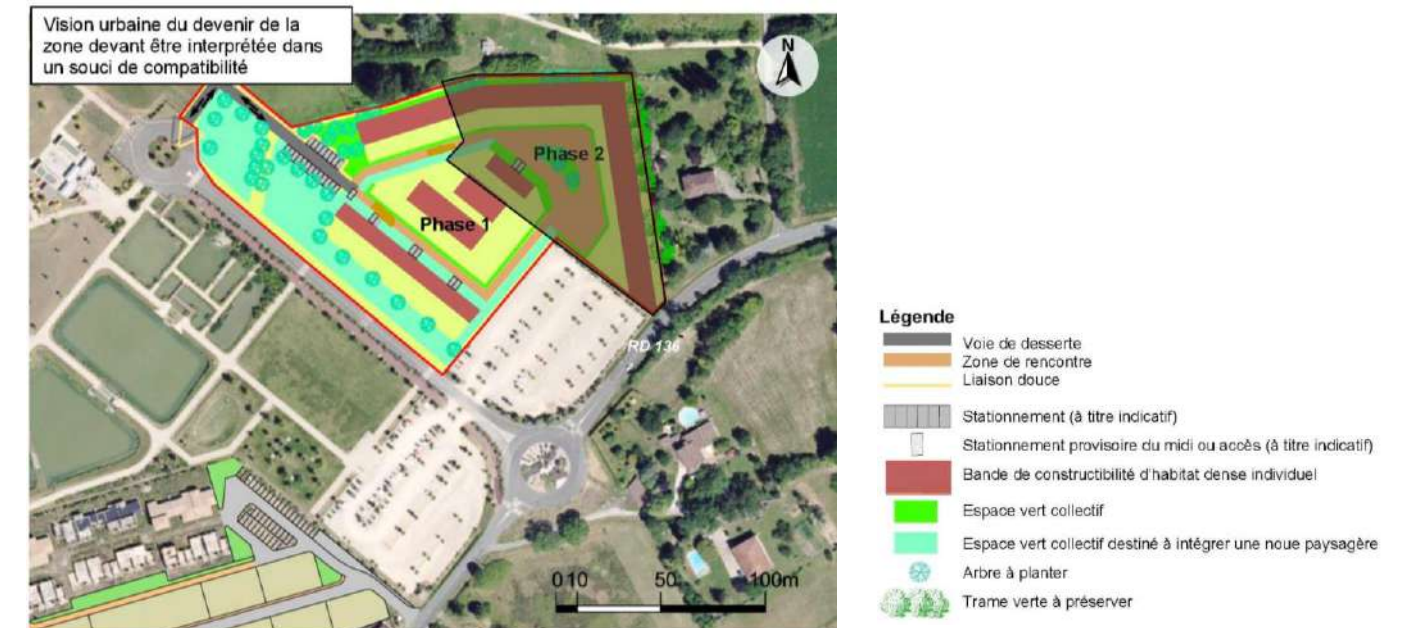 Vision urbaine du devenir de la
zone devant être interprétée dans
un souci de compatibilité
N
Phase 2
Phase 1
RD 136
0 10 50 100m
Légende
Voie de desserte
Zone de rencontre
Liaison douce
Stationnement (à titre indicatif)
Stationnement provisoire du midi ou accès (à titre indicatif)
Bande de constructibilité d'habitat dense individuel
Espace vert collectif
Espace vert collectif destiné à intégrer une noue paysagère
Arbre à planter
Trame verte à préserver